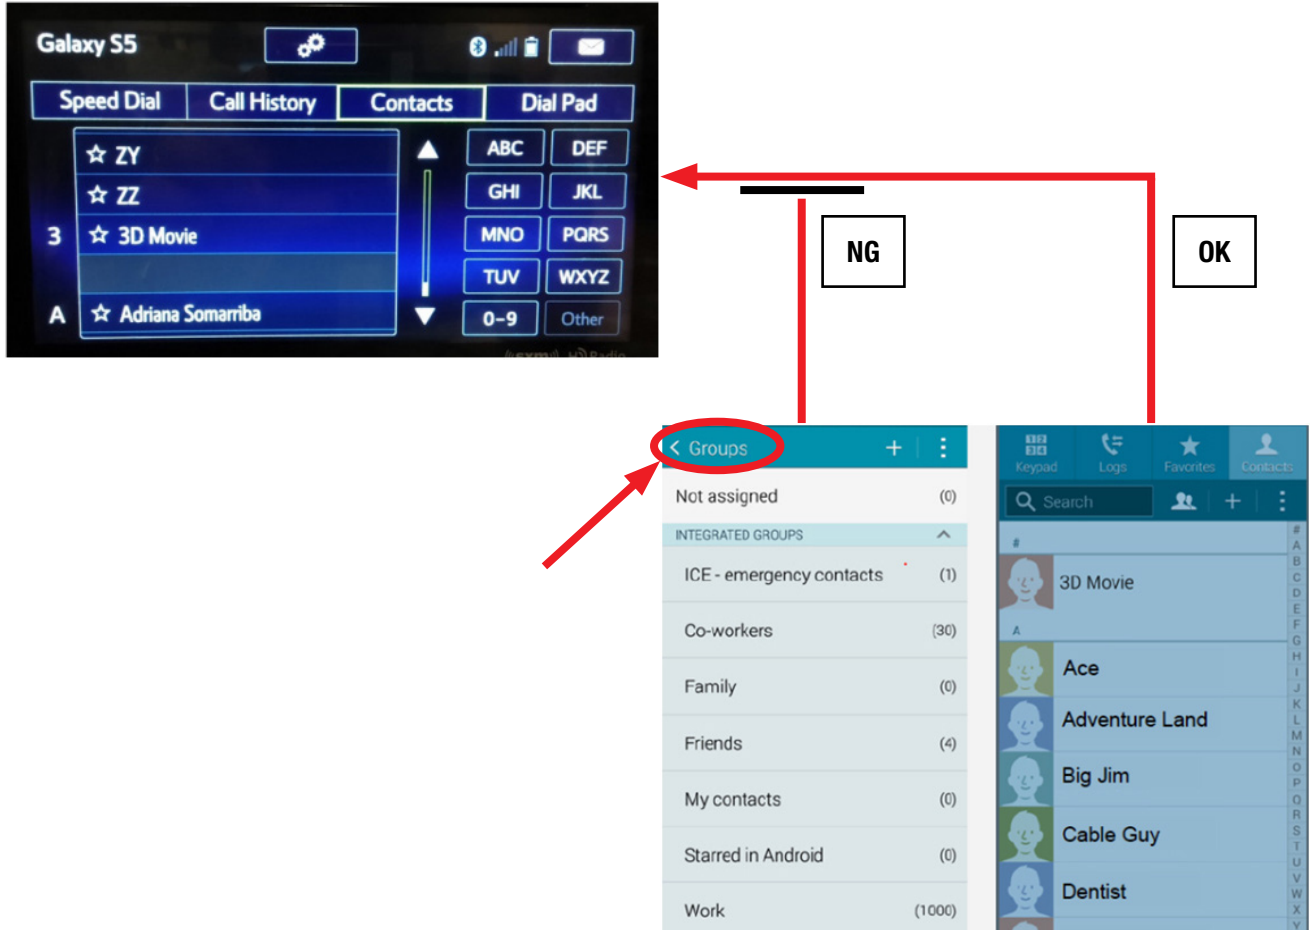 Galaxy S5
Speed Dial Call History Contacts Dial Pad
ZY
ZZ
3 3D Movie
A Adriana Somarriba
ABC DEF
GHI JKL
MNO PQRS
TUV WXYZ
0-9 Other
HD Radio
NG
OK
Groups +
Not assigned (0)
INTEGRATED GROUPS
ICE - emergency contacts (1)
Co-workers (30)
Family (0)
Friends (4)
My contacts (0)
Starred in Android (0)
Work (1000)
Keypad Logs Favorites Contacts
Search +
#
3D Movie
A
Ace
Adventure Land
Big Jim
Cable Guy
Dentist
#
A
B
C
D
E
F
G
H
I
J
K
L
M
N
O
P
Q
R
S
T
U
V
W
X
Y